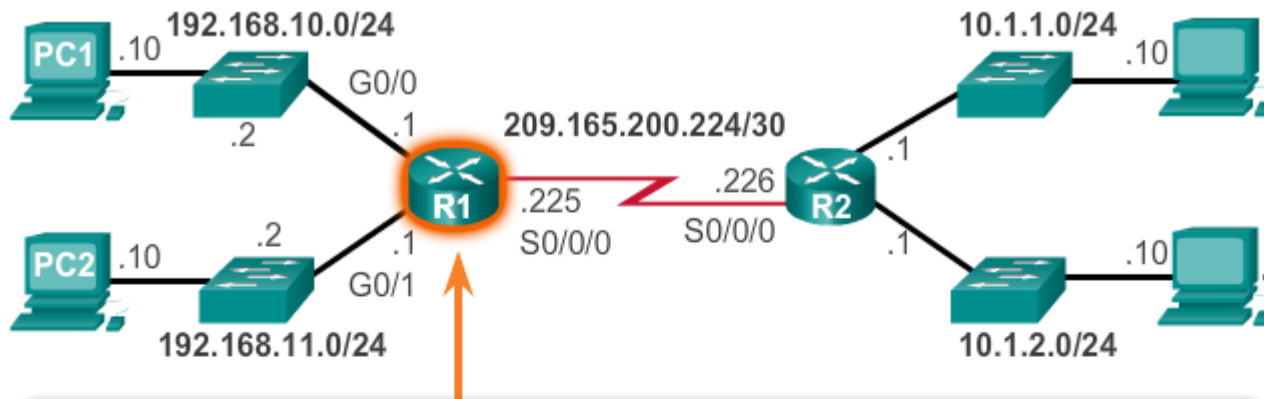 192.168.10.0/24
10.1.1.0/24
PC1
.10
G0/0
.10
.2
.1
209.165.200.224/30
.1
R1
.225
S0/0/0
.226
S0/0/0
R2
PC2
.10
.2
.1
G0/1
.1
.10
192.168.11.0/24
10.1.2.0/24